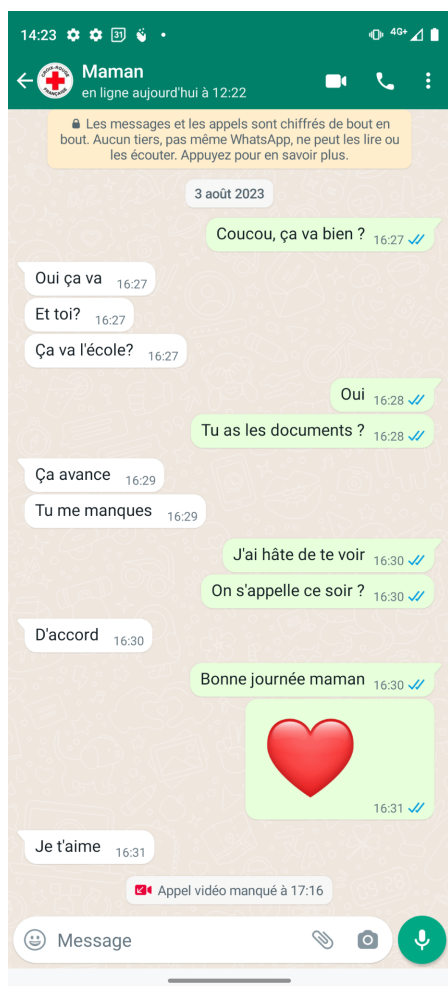 14:23 31 4G+
CROIX-ROUGE FRANÇAISE
Maman
en ligne aujourd'hui à 12:22
Les messages et les appels sont chiffrés de bout en
bout. Aucun tiers, pas même WhatsApp, ne peut les lire ou
les écouter. Appuyez pour en savoir plus.
3 août 2023
Coucou, ça va bien ? 16:27
Oui ça va 16:27
Et toi? 16:27
Ça va l'école? 16:27
Oui 16:28
Tu as les documents ? 16:28
Ça avance 16:29
Tu me manques 16:29
J'ai hâte de te voir 16:30
On s'appelle ce soir ? 16:30
D'accord 16:30
Bonne journée maman 16:30
16:31
Je t'aime 16:31
Appel vidéo manqué à 17:16
Message